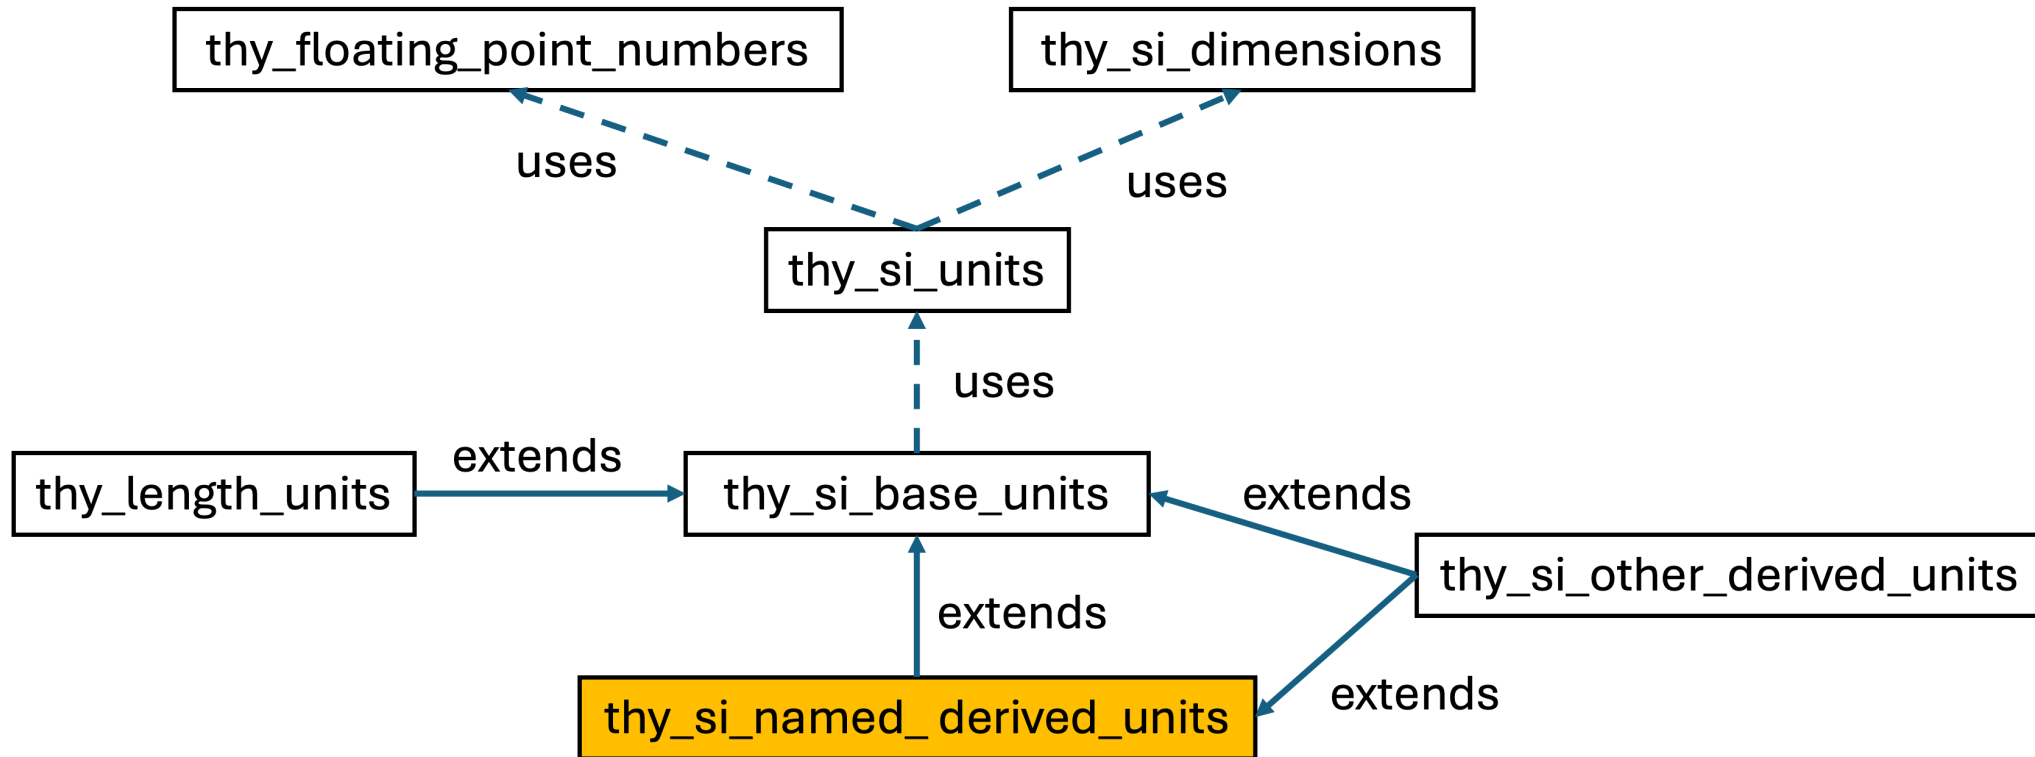 thy_floating_point_numbers
thy_si_dimensions
uses
uses
thy_si_units
uses
thy_length_units
extends
thy_si_base_units
extends
thy_si_other_derived_units
extends
extends
thy_si_named_ derived_units